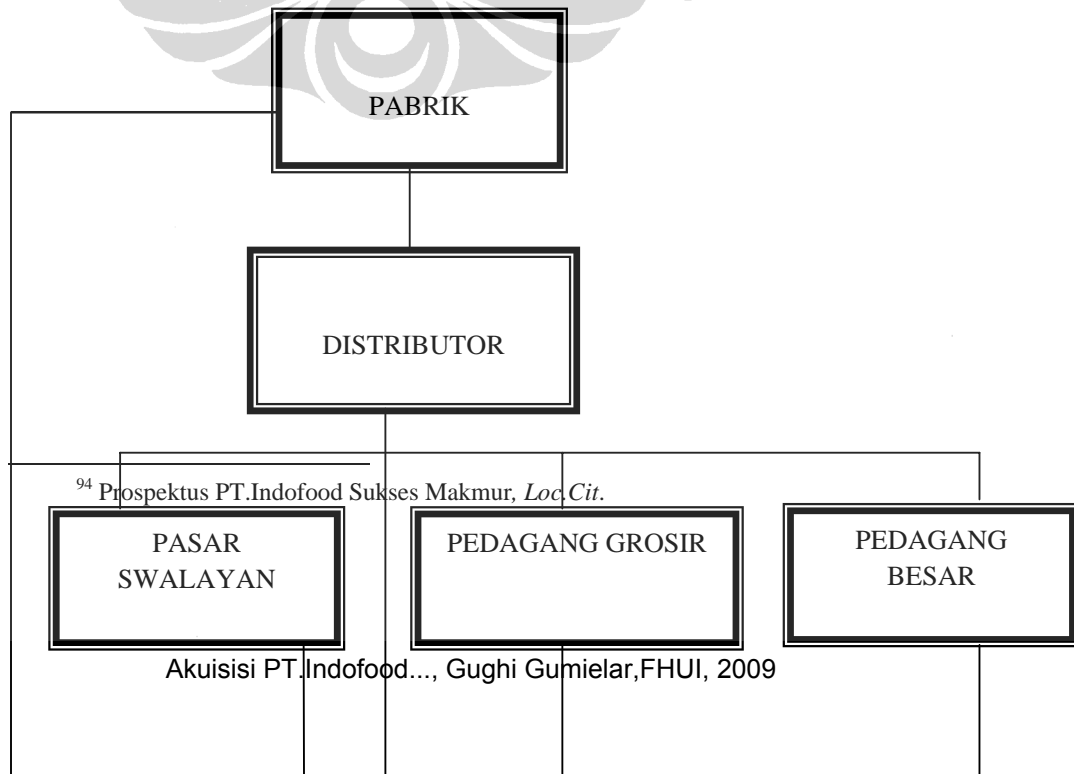 PABRIK
DISTRIBUTOR
94 Prospektus PT.Indofood Sukses Makmur, Loc.Cit.
PASAR
SWALAYAN
PEDAGANG GROSIR
PEDAGANG
BESAR
Akuisisi PT.Indofood..., Gughi Gumielar,FHUI, 2009